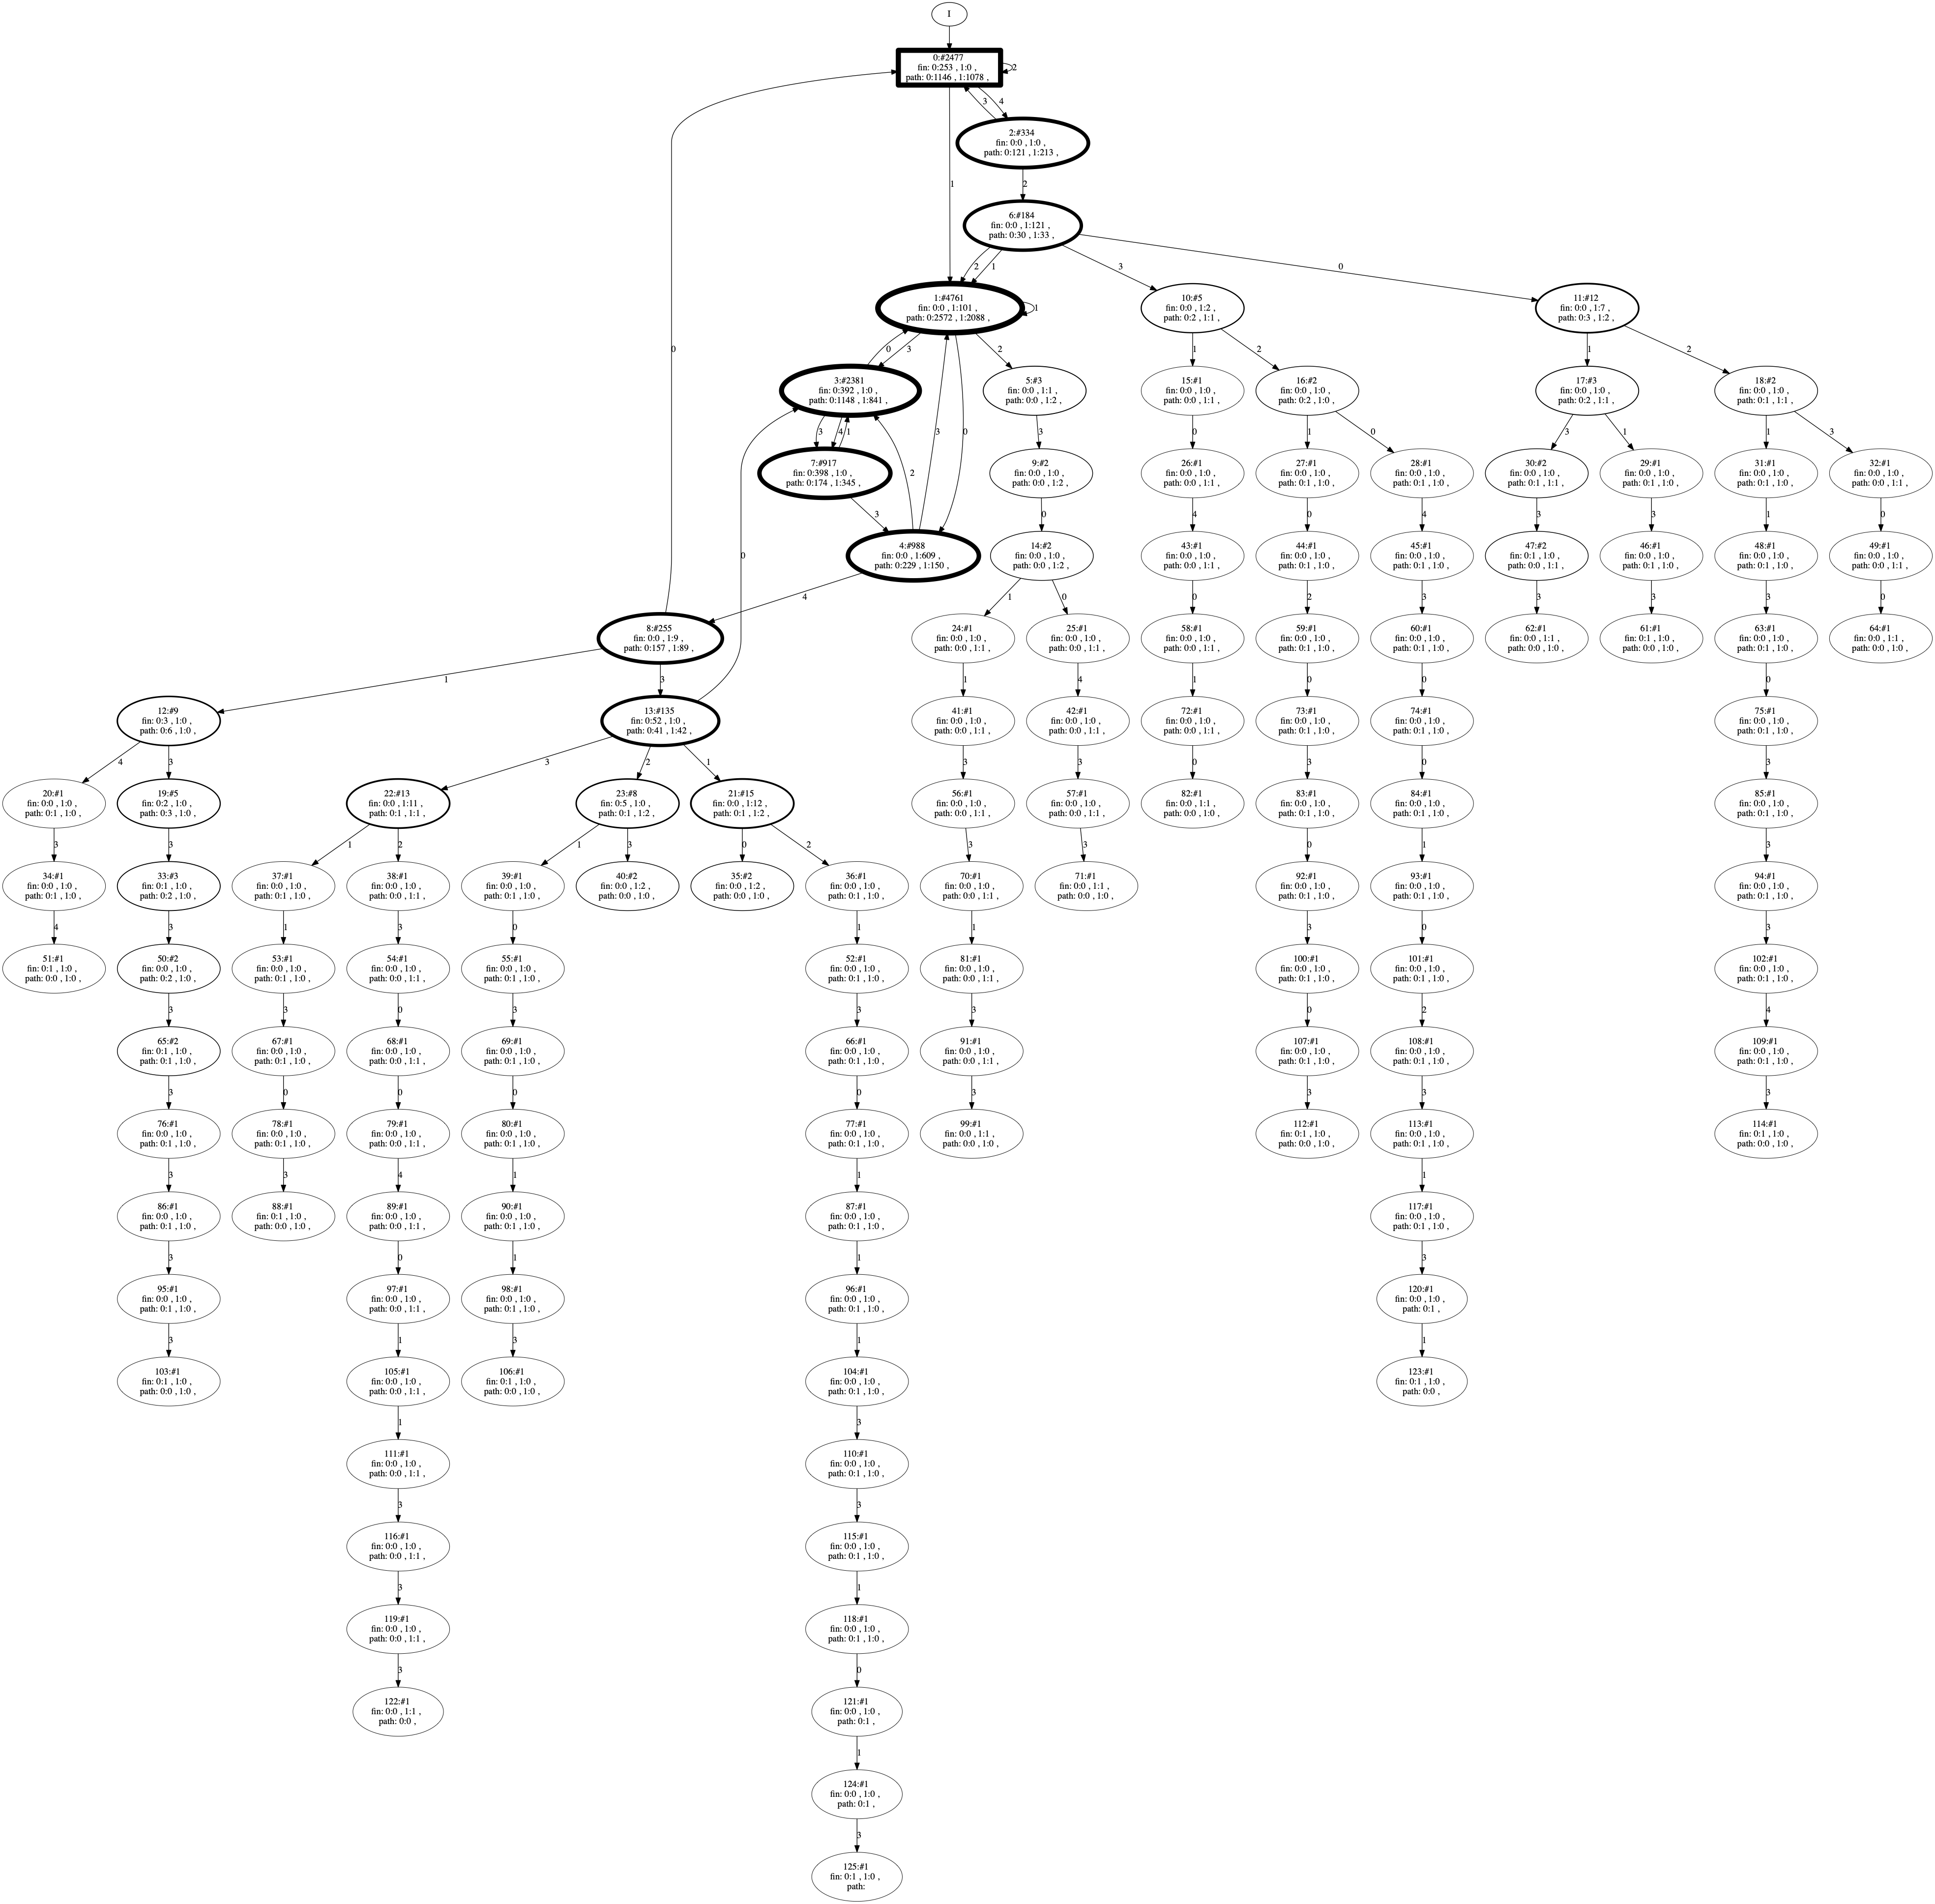 I
0:#2477
fin: 0:253 , 1:0 ,
path: 0:1146 , 1:1078 ,
2
3
4
2:#334
fin: 0:0 , 1:0 ,
path: 0:121 , 1:213 ,
1
2
6:#184
fin: 0:0 , 1:121 ,
path: 0:30 , 1:33 ,
2
1
3
0
1:#4761
fin: 0:0 , 1:101 ,
path: 0:2572 , 1:2088 ,
1
10:#5
fin: 0:0 , 1:2 ,
path: 0:2 , 1:1 ,
11:#12
fin: 0:0 , 1:7 ,
path: 0:3 , 1:2 ,
0
0
3
2
1
2
1
2
3:#2381
fin: 0:392 , 1:0 ,
path: 0:1148 , 1:841 ,
5:#3
fin: 0:0 , 1:1 ,
path: 0:0 , 1:2 ,
15:#1
fin: 0:0 , 1:0 ,
path: 0:0 , 1:1 ,
16:#2
fin: 0:0 , 1:0 ,
path: 0:2 , 1:0 ,
17:#3
fin: 0:0 , 1:0 ,
path: 0:2 , 1:1 ,
18:#2
fin: 0:0 , 1:0 ,
path: 0:1 , 1:1 ,
3
4
1
3
0
3
0
1
0
3
1
1
3
7:#917
fin: 0:398 , 1:0 ,
path: 0:174 , 1:345 ,
9:#2
fin: 0:0 , 1:0 ,
path: 0:0 , 1:2 ,
26:#1
fin: 0:0 , 1:0 ,
path: 0:0 , 1:1 ,
27:#1
fin: 0:0 , 1:0 ,
path: 0:1 , 1:0 ,
28:#1
fin: 0:0 , 1:0 ,
path: 0:1 , 1:0 ,
30:#2
fin: 0:0 , 1:0 ,
path: 0:1 , 1:1 ,
29:#1
fin: 0:0 , 1:0 ,
path: 0:1 , 1:0 ,
31:#1
fin: 0:0 , 1:0 ,
path: 0:1 , 1:0 ,
32:#1
fin: 0:0 , 1:0 ,
path: 0:0 , 1:1 ,
2
3
0
4
0
4
3
3
1
0
4:#988
fin: 0:0 , 1:609 ,
path: 0:229 , 1:150 ,
14:#2
fin: 0:0 , 1:0 ,
path: 0:0 , 1:2 ,
43:#1
fin: 0:0 , 1:0 ,
path: 0:0 , 1:1 ,
44:#1
fin: 0:0 , 1:0 ,
path: 0:1 , 1:0 ,
45:#1
fin: 0:0 , 1:0 ,
path: 0:1 , 1:0 ,
47:#2
fin: 0:1 , 1:0 ,
path: 0:0 , 1:1 ,
46:#1
fin: 0:0 , 1:0 ,
path: 0:1 , 1:0 ,
48:#1
fin: 0:0 , 1:0 ,
path: 0:1 , 1:0 ,
49:#1
fin: 0:0 , 1:0 ,
path: 0:0 , 1:1 ,
0
4
1
0
0
2
3
3
3
3
0
8:#255
fin: 0:0 , 1:9 ,
path: 0:157 , 1:89 ,
24:#1
fin: 0:0 , 1:0 ,
path: 0:0 , 1:1 ,
25:#1
fin: 0:0 , 1:0 ,
path: 0:0 , 1:1 ,
58:#1
fin: 0:0 , 1:0 ,
path: 0:0 , 1:1 ,
59:#1
fin: 0:0 , 1:0 ,
path: 0:1 , 1:0 ,
60:#1
fin: 0:0 , 1:0 ,
path: 0:1 , 1:0 ,
62:#1
fin: 0:0 , 1:1 ,
path: 0:0 , 1:0 ,
61:#1
fin: 0:1 , 1:0 ,
path: 0:0 , 1:0 ,
63:#1
fin: 0:0 , 1:0 ,
path: 0:1 , 1:0 ,
64:#1
fin: 0:0 , 1:1 ,
path: 0:0 , 1:0 ,
1
3
1
4
1
0
0
0
12:#9
fin: 0:3 , 1:0 ,
path: 0:6 , 1:0 ,
13:#135
fin: 0:52 , 1:0 ,
path: 0:41 , 1:42 ,
41:#1
fin: 0:0 , 1:0 ,
path: 0:0 , 1:1 ,
42:#1
fin: 0:0 , 1:0 ,
path: 0:0 , 1:1 ,
72:#1
fin: 0:0 , 1:0 ,
path: 0:0 , 1:1 ,
73:#1
fin: 0:0 , 1:0 ,
path: 0:1 , 1:0 ,
74:#1
fin: 0:0 , 1:0 ,
path: 0:1 , 1:0 ,
75:#1
fin: 0:0 , 1:0 ,
path: 0:1 , 1:0 ,
4
3
3
2
1
3
3
0
3
0
3
20:#1
fin: 0:0 , 1:0 ,
path: 0:1 , 1:0 ,
19:#5
fin: 0:2 , 1:0 ,
path: 0:3 , 1:0 ,
22:#13
fin: 0:0 , 1:11 ,
path: 0:1 , 1:1 ,
23:#8
fin: 0:5 , 1:0 ,
path: 0:1 , 1:2 ,
21:#15
fin: 0:0 , 1:12 ,
path: 0:1 , 1:2 ,
56:#1
fin: 0:0 , 1:0 ,
path: 0:0 , 1:1 ,
57:#1
fin: 0:0 , 1:0 ,
path: 0:0 , 1:1 ,
82:#1
fin: 0:0 , 1:1 ,
path: 0:0 , 1:0 ,
83:#1
fin: 0:0 , 1:0 ,
path: 0:1 , 1:0 ,
84:#1
fin: 0:0 , 1:0 ,
path: 0:1 , 1:0 ,
85:#1
fin: 0:0 , 1:0 ,
path: 0:1 , 1:0 ,
3
3
1
2
1
3
0
2
3
3
0
1
3
34:#1
fin: 0:0 , 1:0 ,
path: 0:1 , 1:0 ,
33:#3
fin: 0:1 , 1:0 ,
path: 0:2 , 1:0 ,
37:#1
fin: 0:0 , 1:0 ,
path: 0:1 , 1:0 ,
38:#1
fin: 0:0 , 1:0 ,
path: 0:0 , 1:1 ,
39:#1
fin: 0:0 , 1:0 ,
path: 0:1 , 1:0 ,
40:#2
fin: 0:0 , 1:2 ,
path: 0:0 , 1:0 ,
35:#2
fin: 0:0 , 1:2 ,
path: 0:0 , 1:0 ,
36:#1
fin: 0:0 , 1:0 ,
path: 0:1 , 1:0 ,
70:#1
fin: 0:0 , 1:0 ,
path: 0:0 , 1:1 ,
71:#1
fin: 0:0 , 1:1 ,
path: 0:0 , 1:0 ,
92:#1
fin: 0:0 , 1:0 ,
path: 0:1 , 1:0 ,
93:#1
fin: 0:0 , 1:0 ,
path: 0:1 , 1:0 ,
94:#1
fin: 0:0 , 1:0 ,
path: 0:1 , 1:0 ,
4
3
1
3
0
1
1
3
0
3
51:#1
fin: 0:1 , 1:0 ,
path: 0:0 , 1:0 ,
50:#2
fin: 0:0 , 1:0 ,
path: 0:2 , 1:0 ,
53:#1
fin: 0:0 , 1:0 ,
path: 0:1 , 1:0 ,
54:#1
fin: 0:0 , 1:0 ,
path: 0:0 , 1:1 ,
55:#1
fin: 0:0 , 1:0 ,
path: 0:1 , 1:0 ,
52:#1
fin: 0:0 , 1:0 ,
path: 0:1 , 1:0 ,
81:#1
fin: 0:0 , 1:0 ,
path: 0:0 , 1:1 ,
100:#1
fin: 0:0 , 1:0 ,
path: 0:1 , 1:0 ,
101:#1
fin: 0:0 , 1:0 ,
path: 0:1 , 1:0 ,
102:#1
fin: 0:0 , 1:0 ,
path: 0:1 , 1:0 ,
3
3
0
3
3
3
0
2
4
65:#2
fin: 0:1 , 1:0 ,
path: 0:1 , 1:0 ,
67:#1
fin: 0:0 , 1:0 ,
path: 0:1 , 1:0 ,
68:#1
fin: 0:0 , 1:0 ,
path: 0:0 , 1:1 ,
69:#1
fin: 0:0 , 1:0 ,
path: 0:1 , 1:0 ,
66:#1
fin: 0:0 , 1:0 ,
path: 0:1 , 1:0 ,
91:#1
fin: 0:0 , 1:0 ,
path: 0:0 , 1:1 ,
107:#1
fin: 0:0 , 1:0 ,
path: 0:1 , 1:0 ,
108:#1
fin: 0:0 , 1:0 ,
path: 0:1 , 1:0 ,
109:#1
fin: 0:0 , 1:0 ,
path: 0:1 , 1:0 ,
3
0
0
0
0
3
3
3
3
76:#1
fin: 0:0 , 1:0 ,
path: 0:1 , 1:0 ,
78:#1
fin: 0:0 , 1:0 ,
path: 0:1 , 1:0 ,
79:#1
fin: 0:0 , 1:0 ,
path: 0:0 , 1:1 ,
80:#1
fin: 0:0 , 1:0 ,
path: 0:1 , 1:0 ,
77:#1
fin: 0:0 , 1:0 ,
path: 0:1 , 1:0 ,
99:#1
fin: 0:0 , 1:1 ,
path: 0:0 , 1:0 ,
112:#1
fin: 0:1 , 1:0 ,
path: 0:0 , 1:0 ,
113:#1
fin: 0:0 , 1:0 ,
path: 0:1 , 1:0 ,
114:#1
fin: 0:1 , 1:0 ,
path: 0:0 , 1:0 ,
3
3
4
1
1
1
86:#1
fin: 0:0 , 1:0 ,
path: 0:1 , 1:0 ,
88:#1
fin: 0:1 , 1:0 ,
path: 0:0 , 1:0 ,
89:#1
fin: 0:0 , 1:0 ,
path: 0:0 , 1:1 ,
90:#1
fin: 0:0 , 1:0 ,
path: 0:1 , 1:0 ,
87:#1
fin: 0:0 , 1:0 ,
path: 0:1 , 1:0 ,
117:#1
fin: 0:0 , 1:0 ,
path: 0:1 , 1:0 ,
3
0
1
1
3
95:#1
fin: 0:0 , 1:0 ,
path: 0:1 , 1:0 ,
97:#1
fin: 0:0 , 1:0 ,
path: 0:0 , 1:1 ,
98:#1
fin: 0:0 , 1:0 ,
path: 0:1 , 1:0 ,
96:#1
fin: 0:0 , 1:0 ,
path: 0:1 , 1:0 ,
120:#1
fin: 0:0 , 1:0 ,
path: 0:1 ,
3
1
3
1
1
103:#1
fin: 0:1 , 1:0 ,
path: 0:0 , 1:0 ,
105:#1
fin: 0:0 , 1:0 ,
path: 0:0 , 1:1 ,
106:#1
fin: 0:1 , 1:0 ,
path: 0:0 , 1:0 ,
104:#1
fin: 0:0 , 1:0 ,
path: 0:1 , 1:0 ,
123:#1
fin: 0:1 , 1:0 ,
path: 0:0 ,
1
3
111:#1
fin: 0:0 , 1:0 ,
path: 0:0 , 1:1 ,
110:#1
fin: 0:0 , 1:0 ,
path: 0:1 , 1:0 ,
3
3
116:#1
fin: 0:0 , 1:0 ,
path: 0:0 , 1:1 ,
115:#1
fin: 0:0 , 1:0 ,
path: 0:1 , 1:0 ,
3
1
119:#1
fin: 0:0 , 1:0 ,
path: 0:0 , 1:1 ,
118:#1
fin: 0:0 , 1:0 ,
path: 0:1 , 1:0 ,
3
0
122:#1
fin: 0:0 , 1:1 ,
path: 0:0 ,
121:#1
fin: 0:0 , 1:0 ,
path: 0:1 ,
1
124:#1
fin: 0:0 , 1:0 ,
path: 0:1 ,
3
125:#1
fin: 0:1 , 1:0 ,
path: